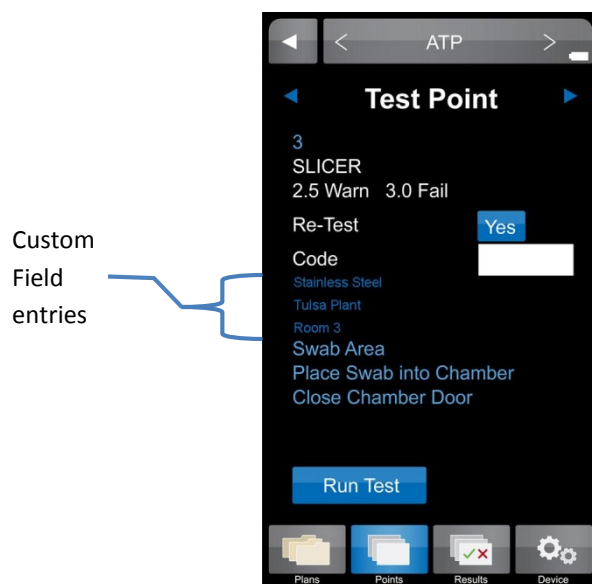 ATP
Test Point
3
SLICER
2.5 Warn 3.0 Fail
Re-Test Yes
Code
Stainless Steel
Tulsa Plant
Room 3
Swab Area
Place Swab into Chamber
Close Chamber Door
Run Test
Plans Points Results Device
Custom
Field
entries